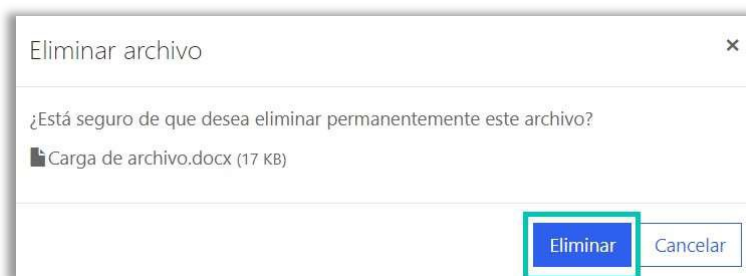 Eliminar archivo
¿Está seguro de que desea eliminar permanentemente este archivo?
Carga de archivo.docx (17 KB)
Eliminar Cancelar